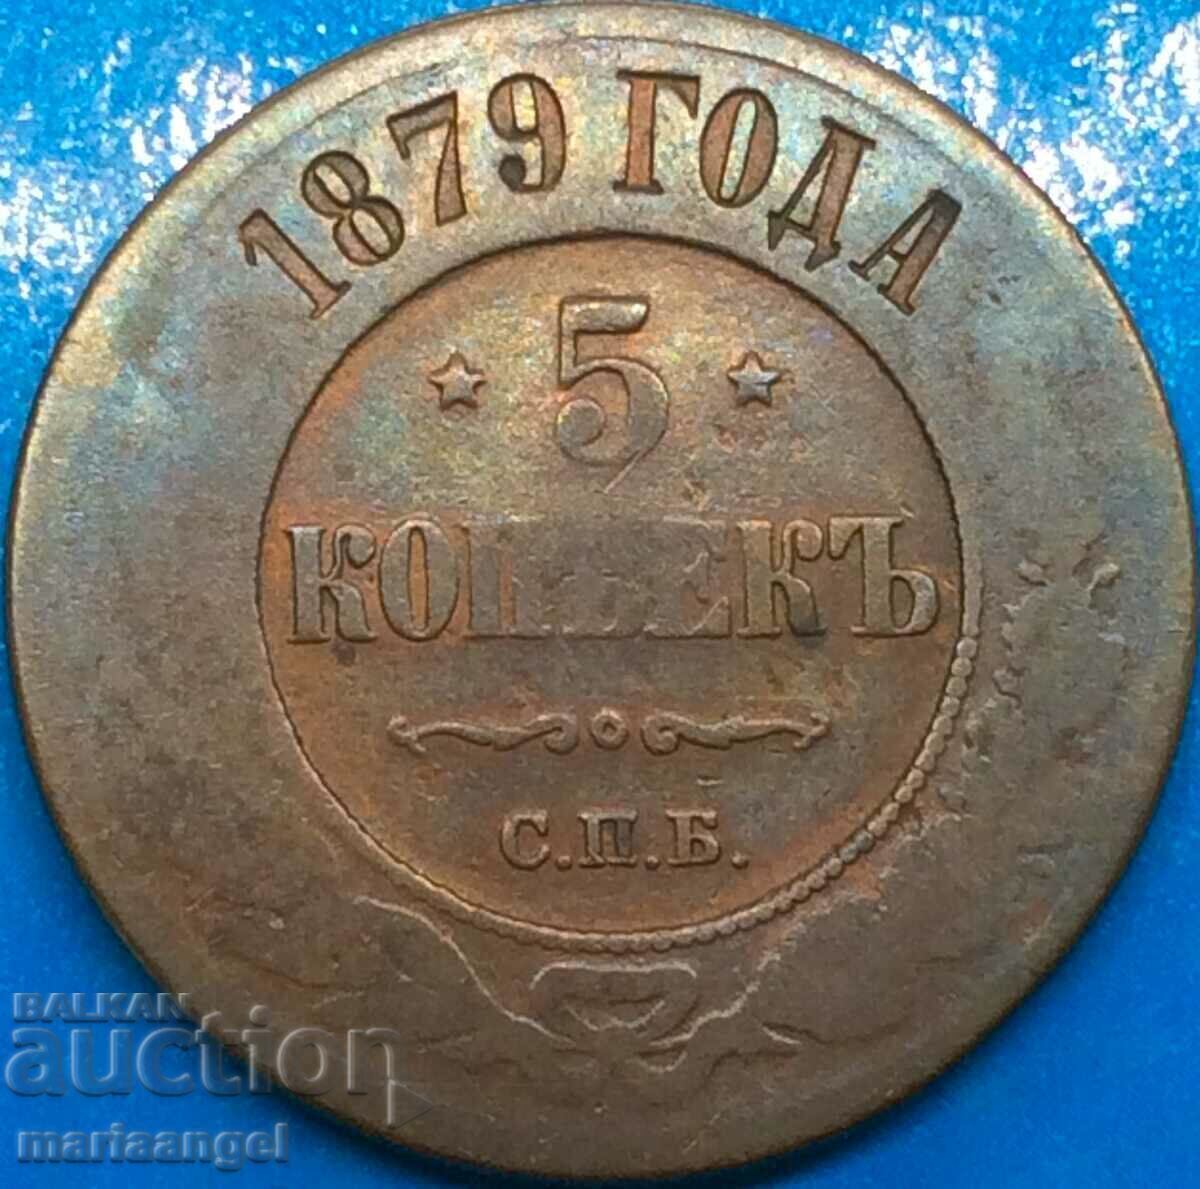 1879 ГОДА
5
КОПѢЕКЪ
С.П.Б.
BALKAN
auction
mariaangel